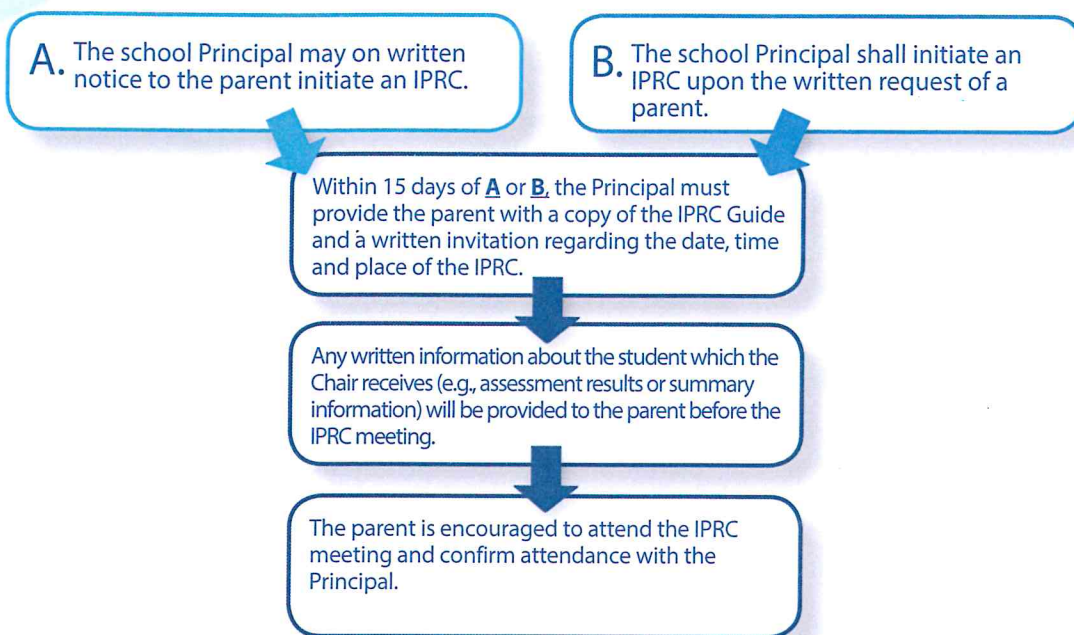 A. The school Principal may on written
notice to the parent initiate an IPRC.
B. The school Principal shall initiate an
IPRC upon the written request of a
parent.
Within 15 days of A or B, the Principal must
provide the parent with a copy of the IPRC Guide
and a written invitation regarding the date, time
and place of the IPRC.
Any written information about the student which the
Chair receives (e.g., assessment results or summary
information) will be provided to the parent before the
IPRC meeting.
The parent is encouraged to attend the IPRC
meeting and confirm attendance with the
Principal.